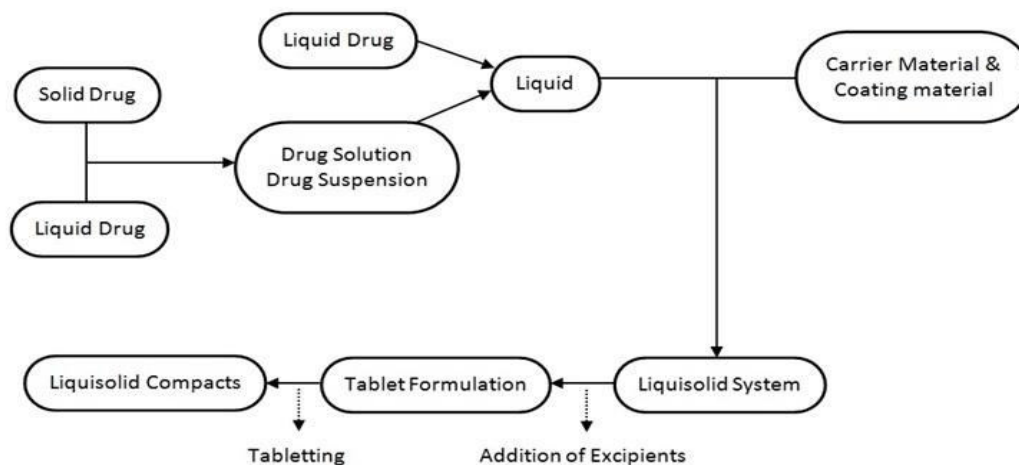 Liquid Drug
Liquid
Carrier Material &
Coating material
Solid Drug
Drug Solution
Drug Suspension
Liquid Drug
Liquisolid Compacts
Tablet Formulation
Liquisolid System
Tabletting
Addition of Excipients